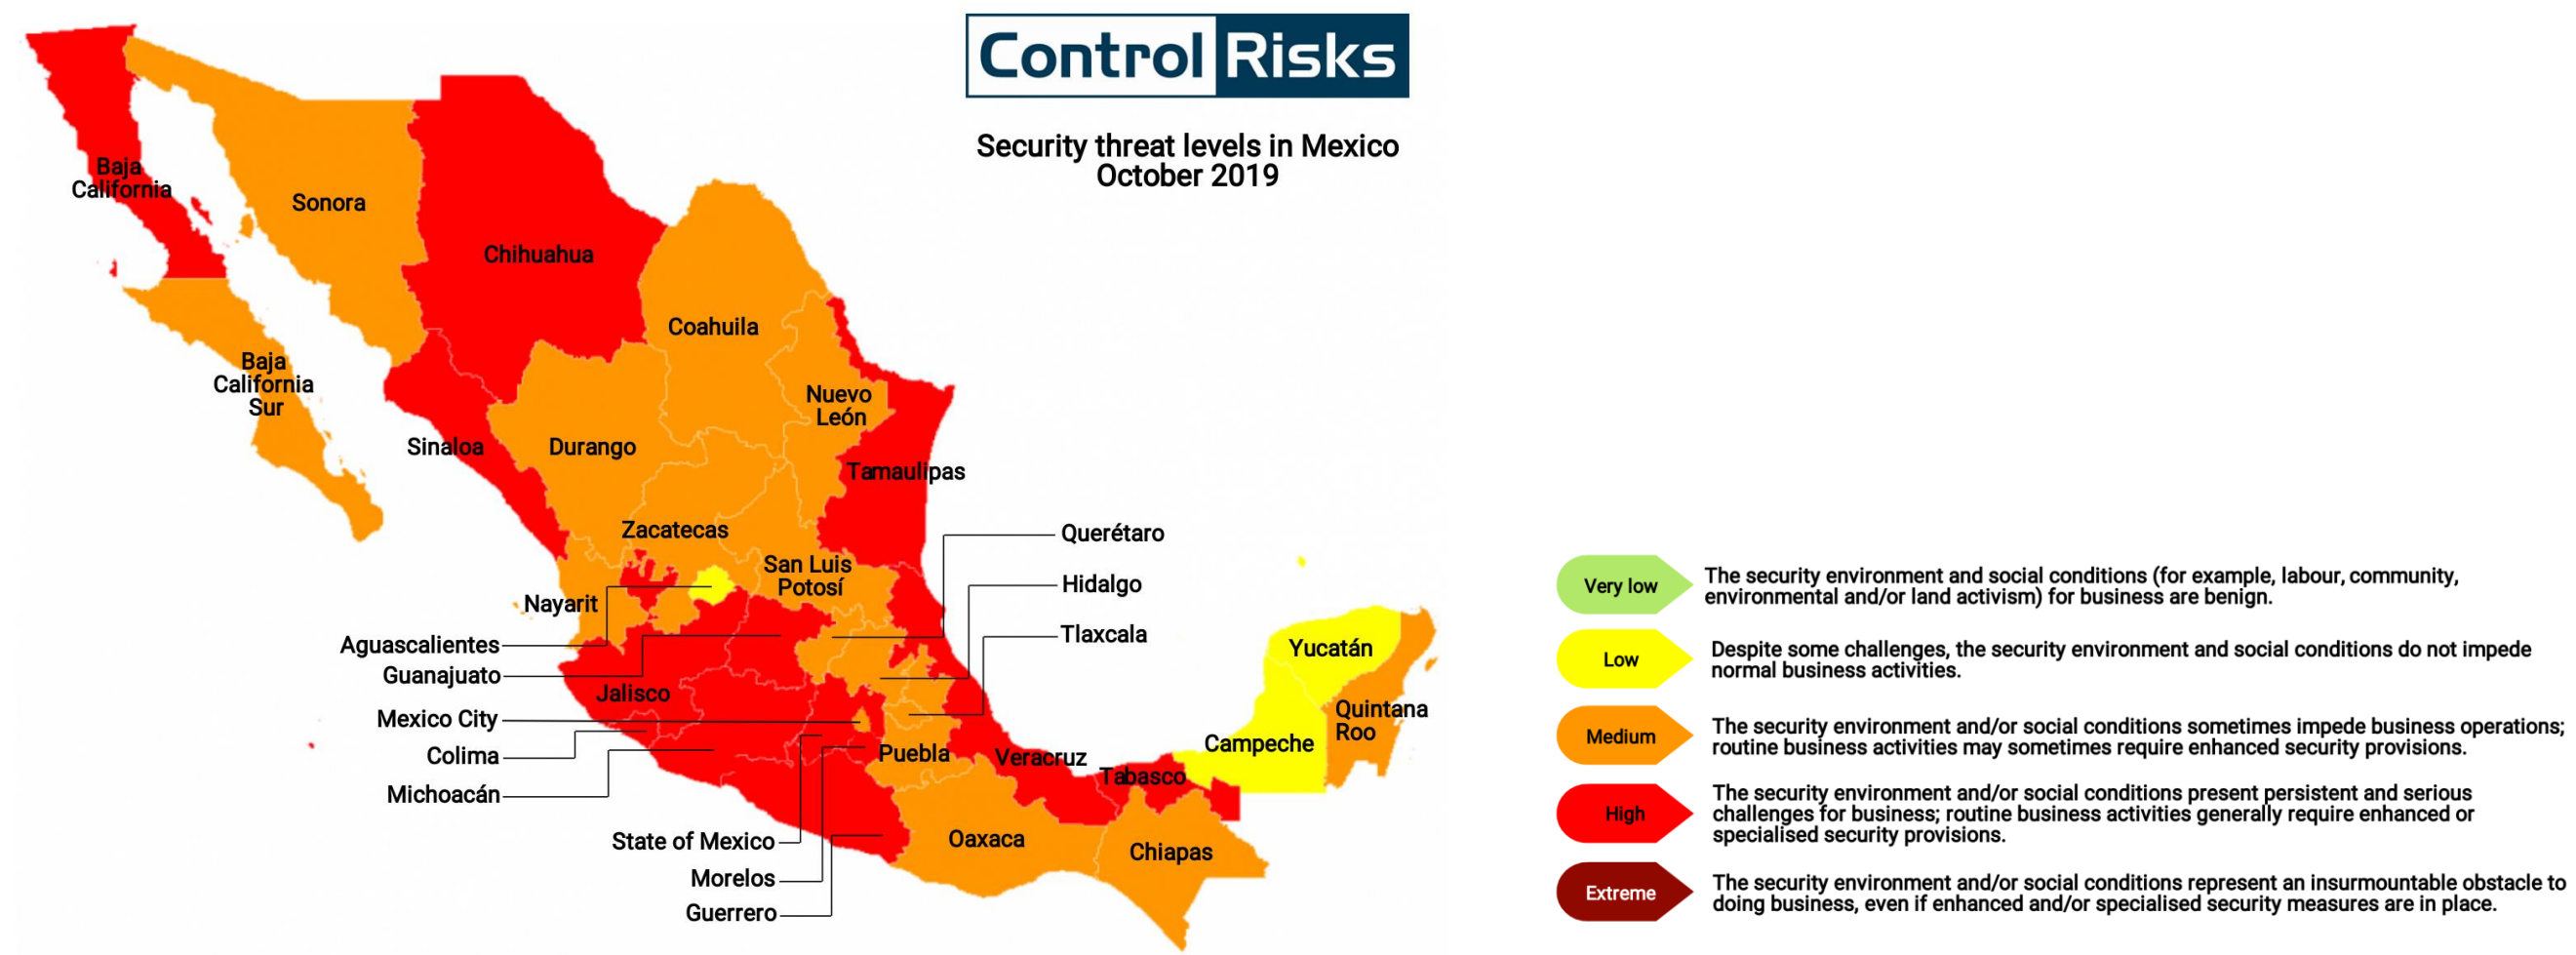 Control Risks
Security threat levels in Mexico
October 2019
Baja
California
Sonora
Chihuahua
Coahuila
Baja
California
Sur
Nuevo
León
Sinaloa
Durango
Tamaulipas
Zacatecas
San Luis
Potosí
Querétaro
Hidalgo
Tlaxcala
Nayarit
Aguascalientes
Guanajuato
Jalisco
Mexico City
Colima
Michoacán
State of Mexico
Morelos
Guerrero
Puebla
Veracruz
Tabasco
Oaxaca
Chiapas
Yucatán
Campeche
Quintana
Roo
Very low
The security environment and social conditions (for example, labour, community,
environmental and/or land activism) for business are benign.
Low
Despite some challenges, the security environment and social conditions do not impede
normal business activities.
Medium
The security environment and/or social conditions sometimes impede business operations;
routine business activities may sometimes require enhanced security provisions.
High
The security environment and/or social conditions present persistent and serious
challenges for business; routine business activities generally require enhanced or
specialised security provisions.
Extreme
The security environment and/or social conditions represent an insurmountable obstacle to
doing business, even if enhanced and/or specialised security measures are in place.